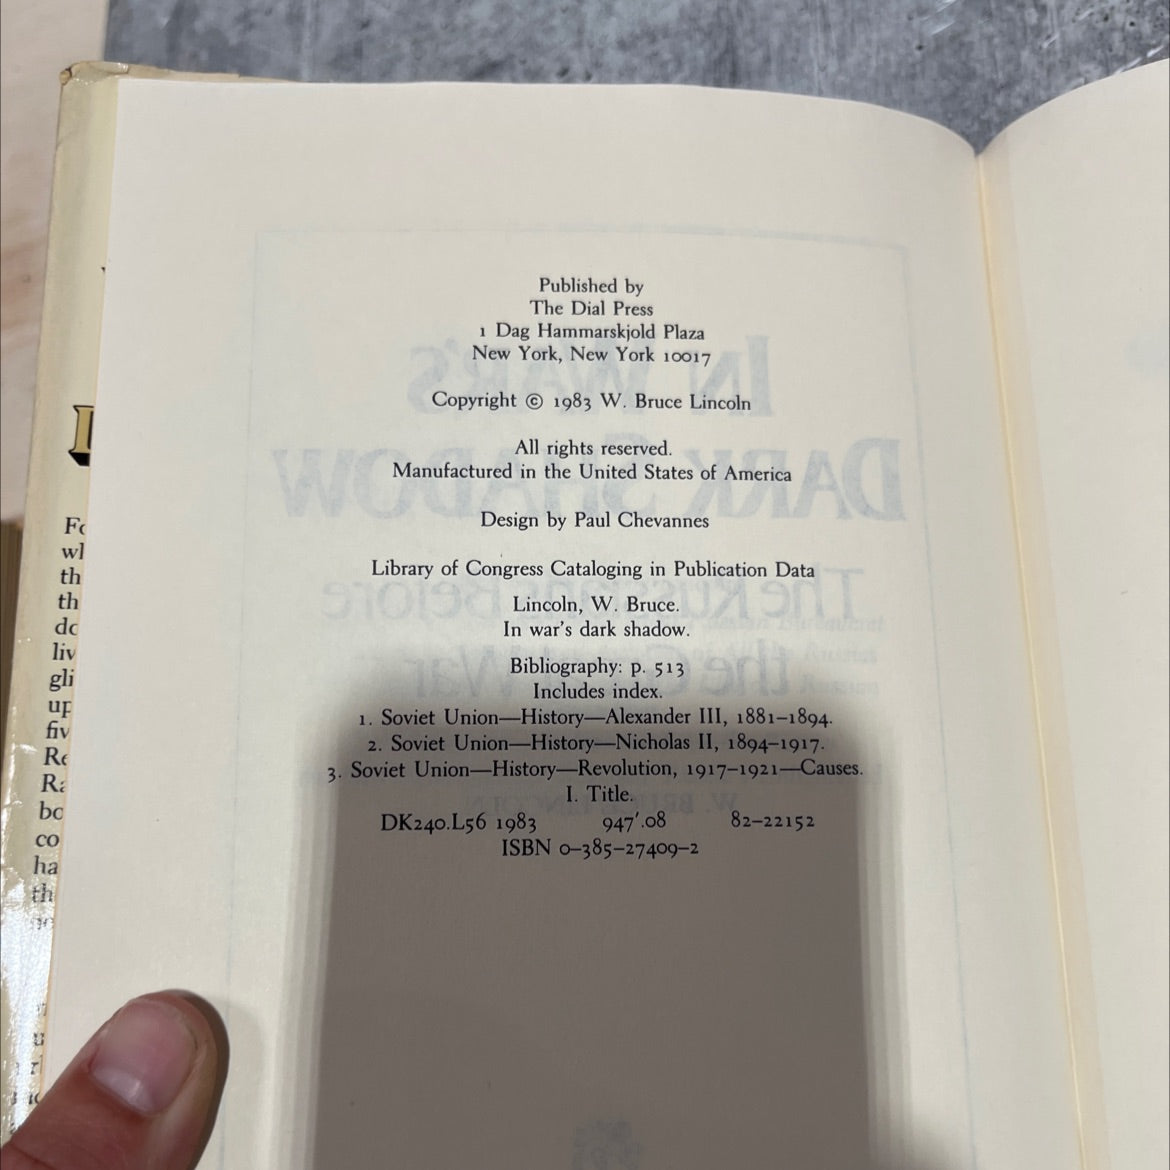 Published by
The Dial Press
1 Dag Hammarskjold Plaza
New York, New York 10017
Copyright © 1983 W. Bruce Lincoln
All rights reserved.
Manufactured in the United States of America
Design by Paul Chevannes
Library of Congress Cataloging in Publication Data
Lincoln, W. Bruce.
In war's dark shadow.
Bibliography: p. 513
Includes index.
1. Soviet Union—History—Alexander III, 1881–1894.
2. Soviet Union—History—Nicholas II, 1894–1917.
3. Soviet Union—History—Revolution, 1917–1921—Causes.
I. Title.
DK240.L56 1983 947'.08 82–22152
ISBN 0–385–27409–2